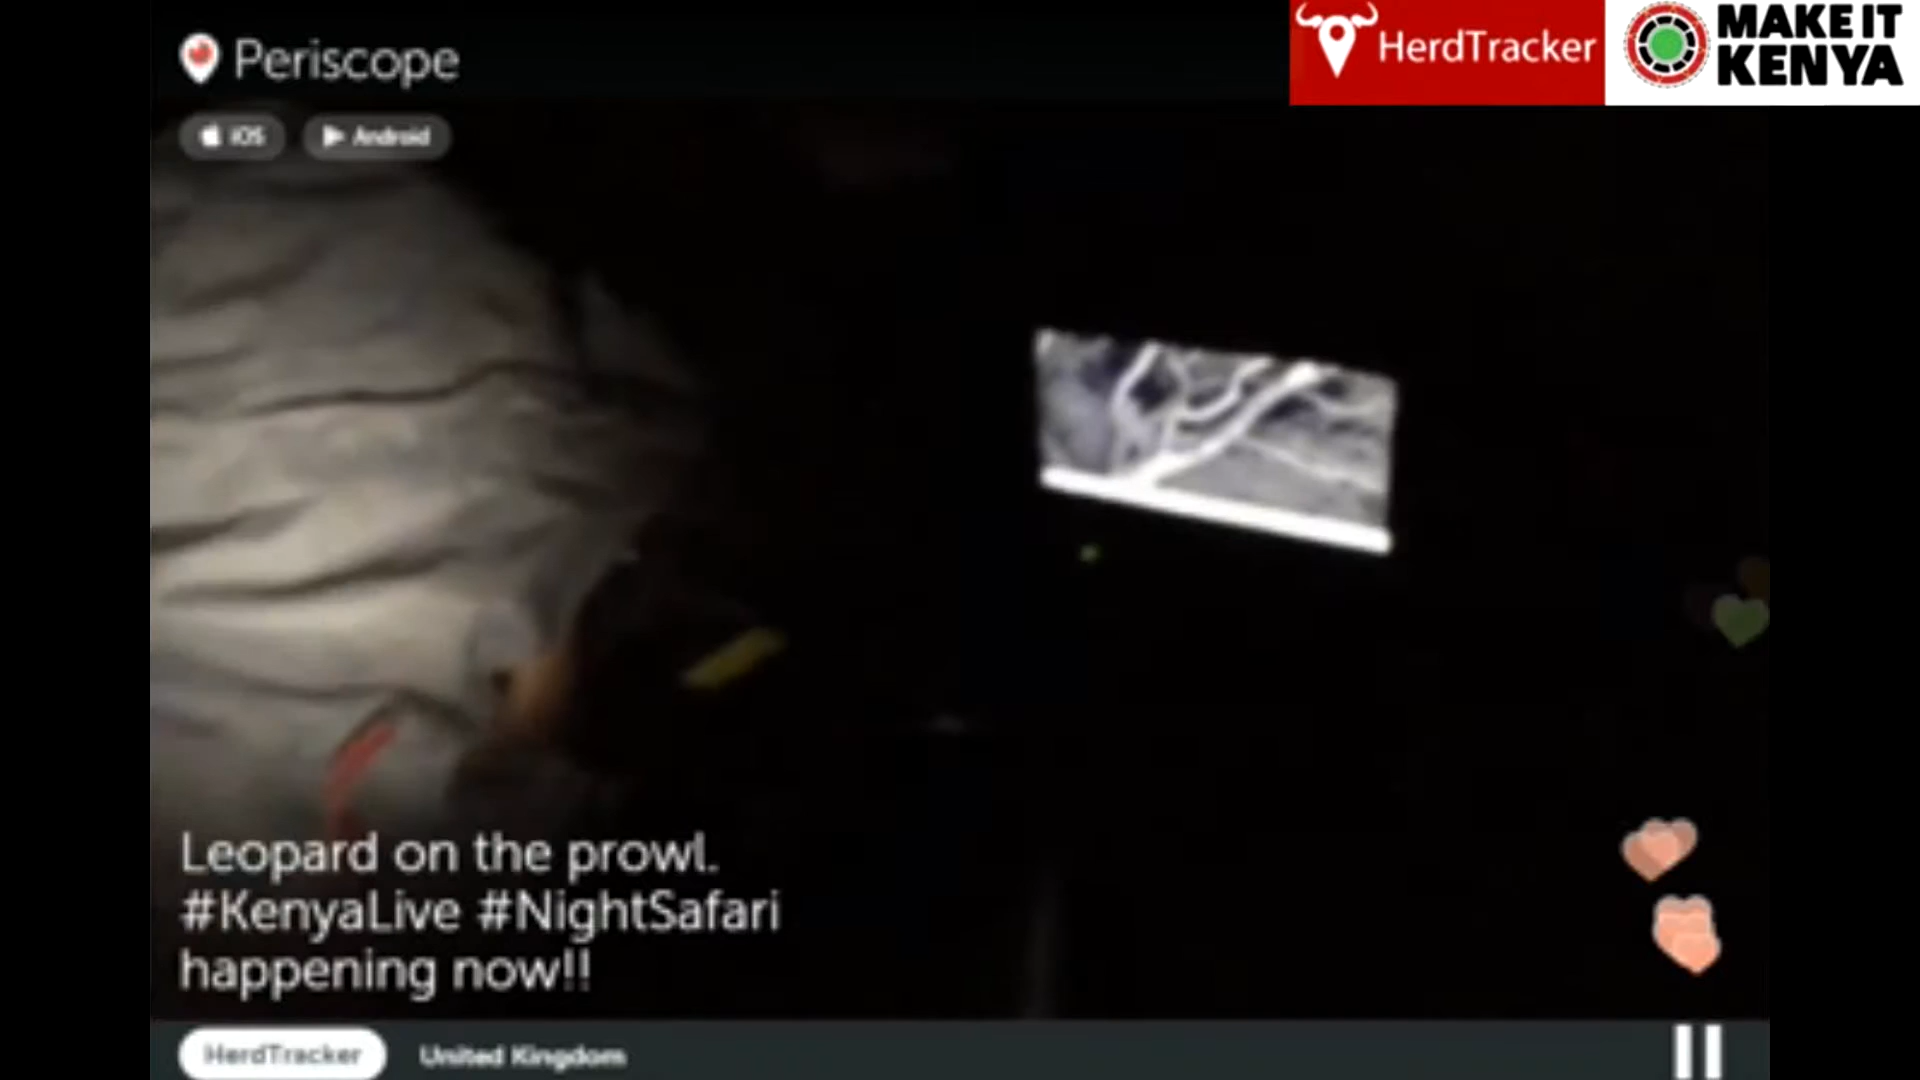 Periscope
HerdTracker
MAKE IT
KENYA
iOS
Android
Leopard on the prowl.
#KenyaLive #NightSafari
happening now!!
HerdTracker
United Kingdom